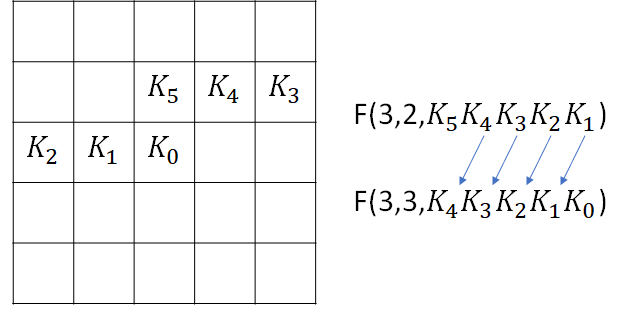 K₅ K₄ K₃
K₂ K₁ K₀
F(3,2,K₅K₄K₃K₂K₁)
F(3,3,K₄K₃K₂K₁K₀)